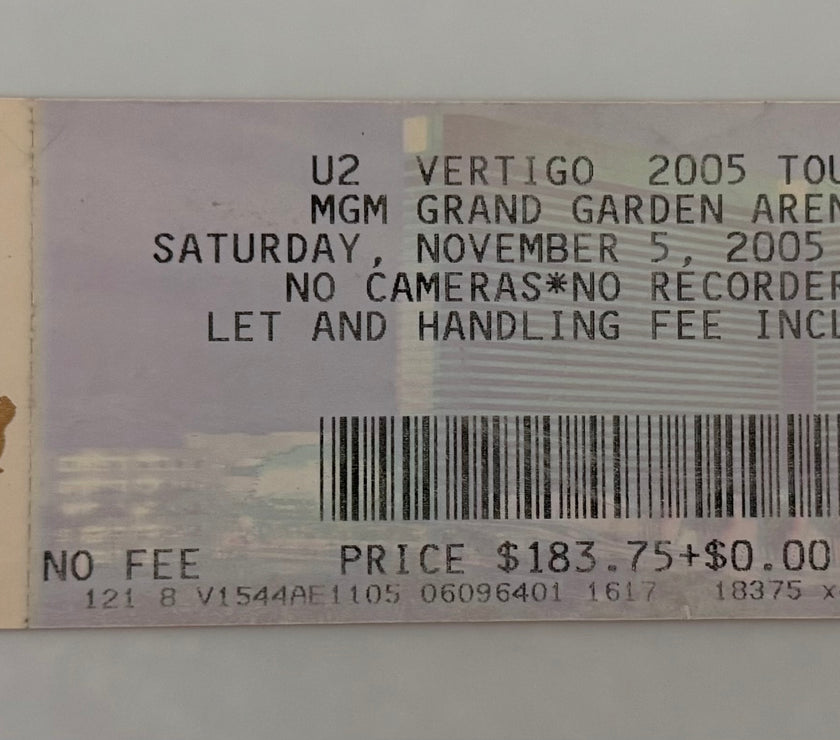 U2 VERTIGO 2005 TOU
MGM GRAND GARDEN AREN
SATURDAY, NOVEMBER 5, 2005
NO CAMERAS*NO RECORDER
LET AND HANDLING FEE INCL
NO FEE PRICE $183.75+$0.00
121 8 V1544AE1105 06096401 1617 18375 x